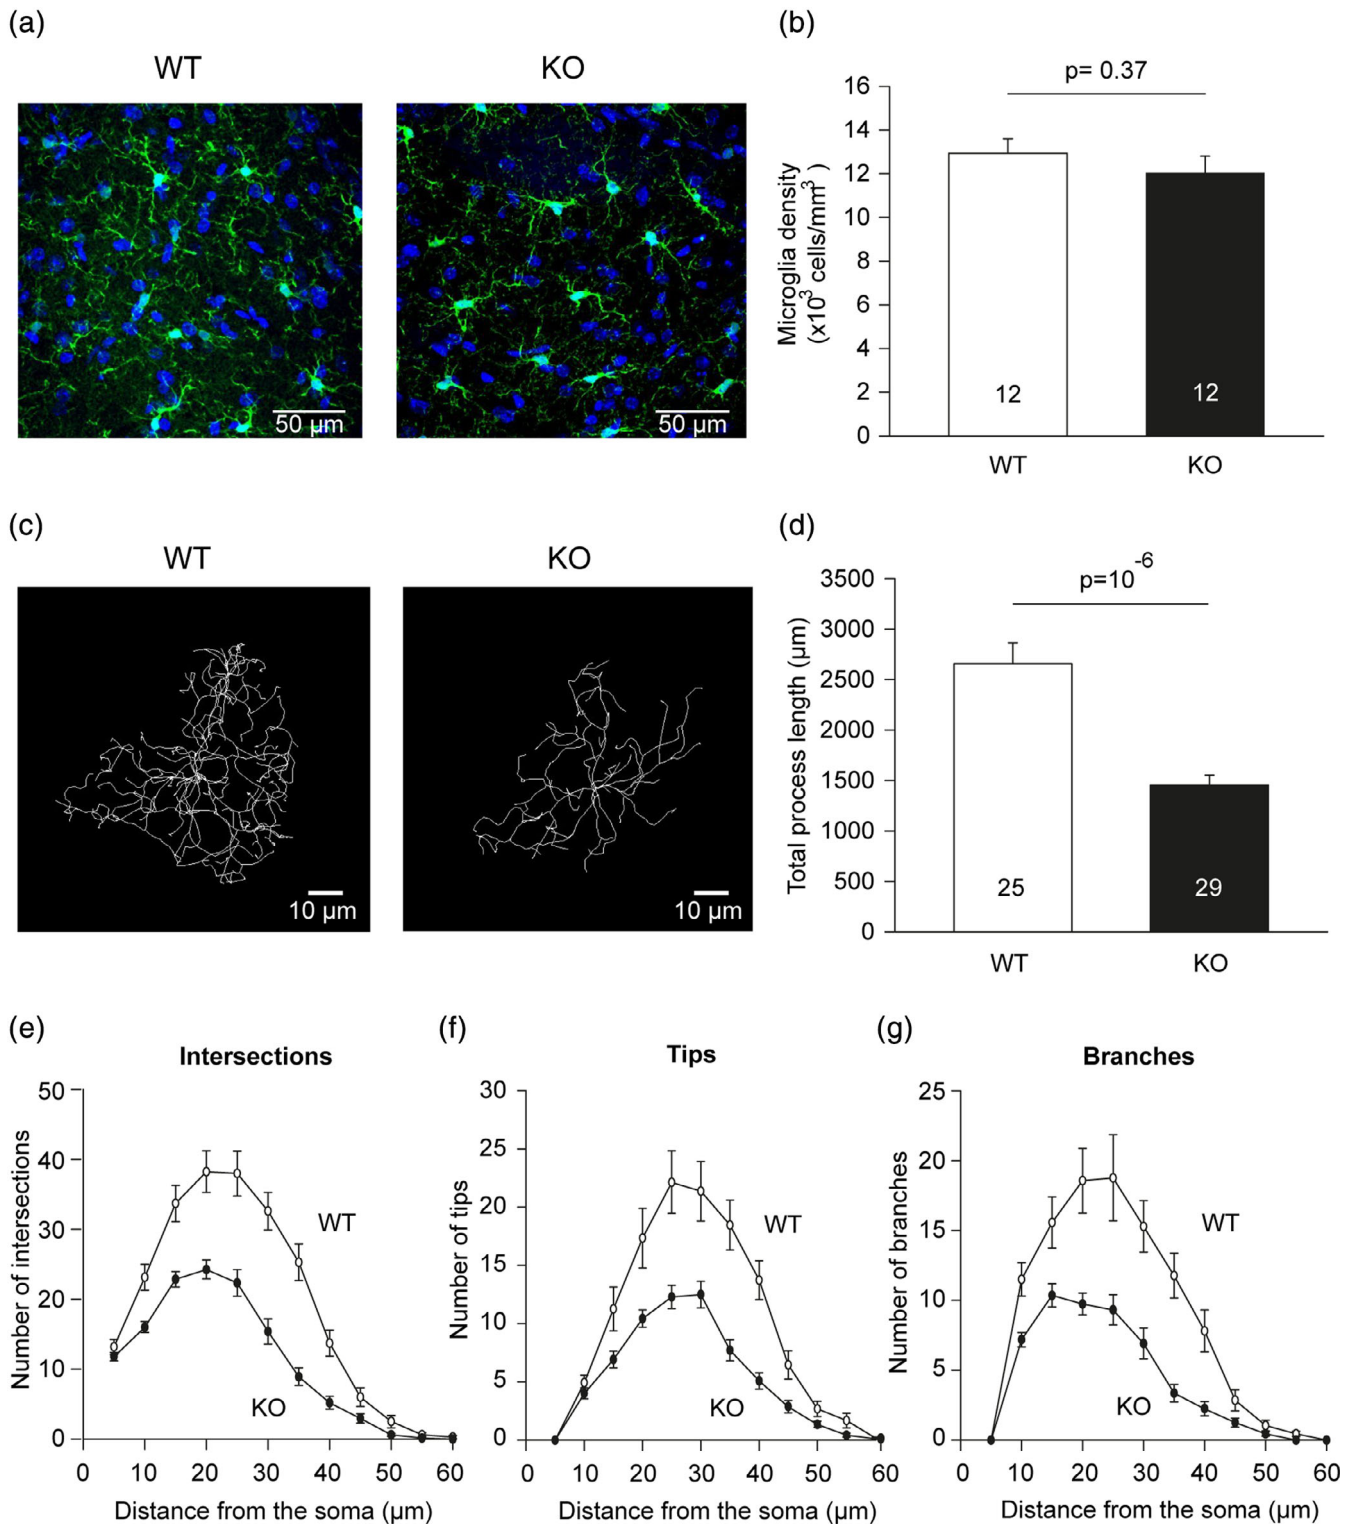 (a)
WT
KO
50 µm
50 µm
(b)
p= 0.37
Microglia density
(x10³ cells/mm³ )
16
14
12
10
8
6
4
2
0
12
12
WT
KO
(c)
WT
KO
10 µm
10 µm
(d)
p=10⁻⁶
Total process length (µm)
3500
3000
2500
2000
1500
1000
500
0
25
29
WT
KO
(e)
Intersections
Number of intersections
50
40
30
20
10
0
WT
KO
0 10 20 30 40 50 60
Distance from the soma (µm)
(f)
Tips
Number of tips
30
25
20
15
10
5
0
WT
KO
0 10 20 30 40 50 60
Distance from the soma (µm)
(g)
Branches
Number of branches
25
20
15
10
5
0
WT
KO
0 10 20 30 40 50 60
Distance from the soma (µm)